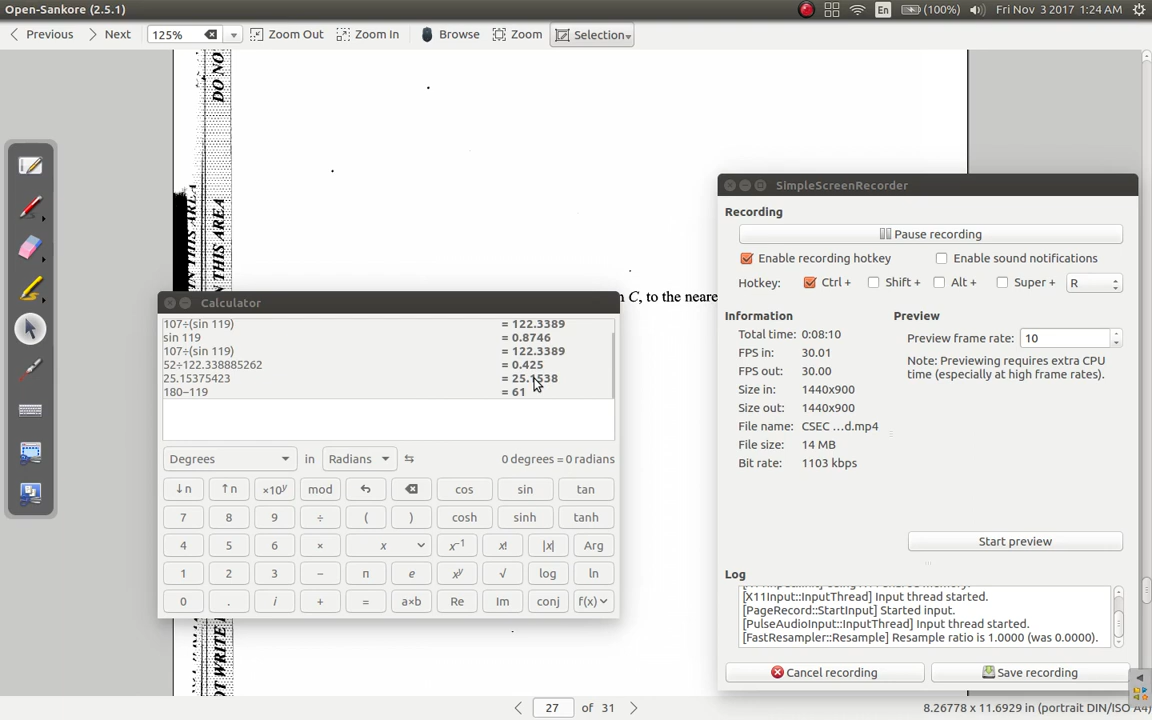 Open-Sankore (2.5.1)
En (100%) Fri Nov 3 2017 1:24 AM
Previous Next 125% Zoom Out Zoom In Browse Zoom Selection
DO NO
THIS AREA
IN THIS AREA
n C, to the neare
OT WRITE
Calculator
107÷(sin 119) = 122.3389
sin 119 = 0.8746
107÷(sin 119) = 122.3389
52÷122.338885262 = 0.425
25.15375423 = 25.1538
180−119 = 61
Degrees in Radians 0 degrees = 0 radians
↓n ↑n ×10y mod cos sin tan
7 8 9 ÷ ( ) cosh sinh tanh
4 5 6 × x x⁻¹ x! |x| Arg
1 2 3 − π e xy √ log ln
0 . i + = a×b Re Im conj f(x)
SimpleScreenRecorder
Recording
Pause recording
Enable recording hotkey Enable sound notifications
Hotkey: Ctrl + Shift + Alt + Super + R
Information
Total time: 0:08:10
FPS in: 30.01
FPS out: 30.00
Size in: 1440x900
Size out: 1440x900
File name: CSEC ...d.mp4
File size: 14 MB
Bit rate: 1103 kbps
Preview
Preview frame rate: 10
Note: Previewing requires extra CPU
time (especially at high frame rates).
Start preview
Log
[X11Input::InputThread] Input thread started.
[PageRecord::StartInput] Started input.
[PulseAudioInput::InputThread] Input thread started.
[FastResampler::Resample] Resample ratio is 1.0000 (was 0.0000).
Cancel recording Save recording
27 of 31
8.26778 x 11.6929 in (portrait DIN/ISO A4)